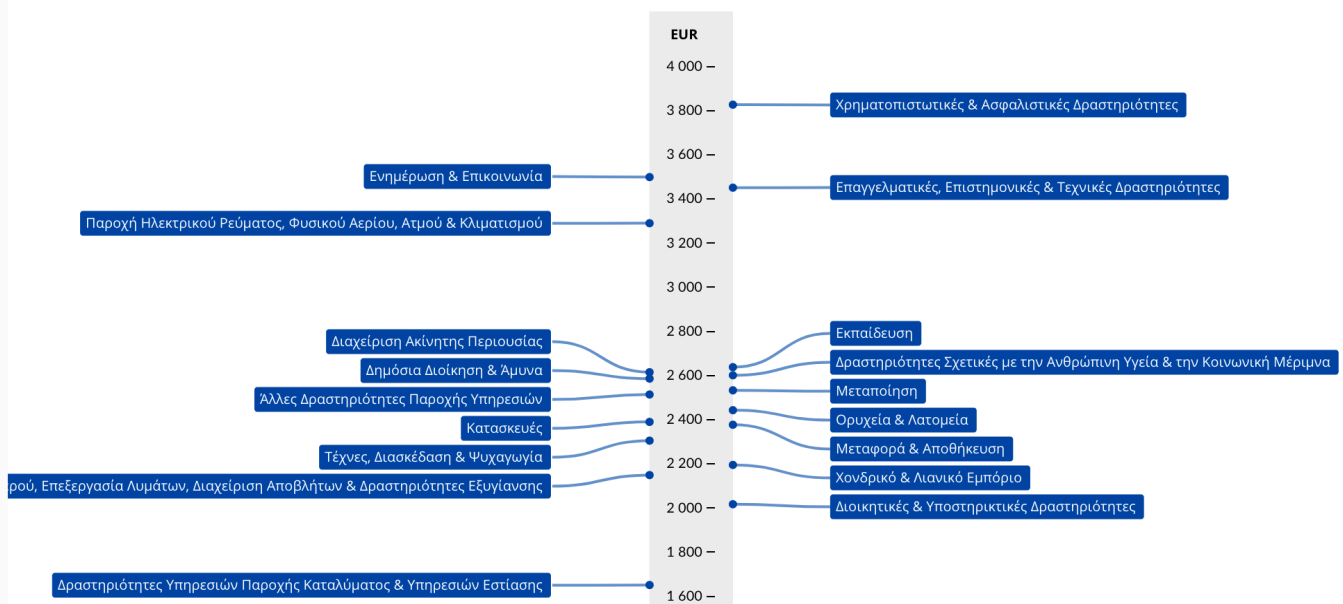 EUR
4 000
Χρηματοπιστωτικές & Ασφαλιστικές Δραστηριότητες
3 800
3 600
Ενημέρωση & Επικοινωνία
Επαγγελματικές, Επιστημονικές & Τεχνικές Δραστηριότητες
3 400
Παροχή Ηλεκτρικού Ρεύματος, Φυσικού Αερίου, Ατμού & Κλιματισμού
3 200
3 000
2 800
Εκπαίδευση
Διαχείριση Ακίνητης Περιουσίας
Δραστηριότητες Σχετικές με την Ανθρώπινη Υγεία & την Κοινωνική Μέριμνα
Δημόσια Διοίκηση & Άμυνα
2 600
Μεταποίηση
Άλλες Δραστηριότητες Παροχής Υπηρεσιών
2 400
Ορυχεία & Λατομεία
Κατασκευές
Μεταφορά & Αποθήκευση
Τέχνες, Διασκέδαση & Ψυχαγωγία
2 200
Χονδρικό & Λιανικό Εμπόριο
ρού, Επεξεργασία Λυμάτων, Διαχείριση Αποβλήτων & Δραστηριότητες Εξυγίανσης
2 000
Διοικητικές & Υποστηρικτικές Δραστηριότητες
1 800
Δραστηριότητες Υπηρεσιών Παροχής Καταλύματος & Υπηρεσιών Εστίασης
1 600